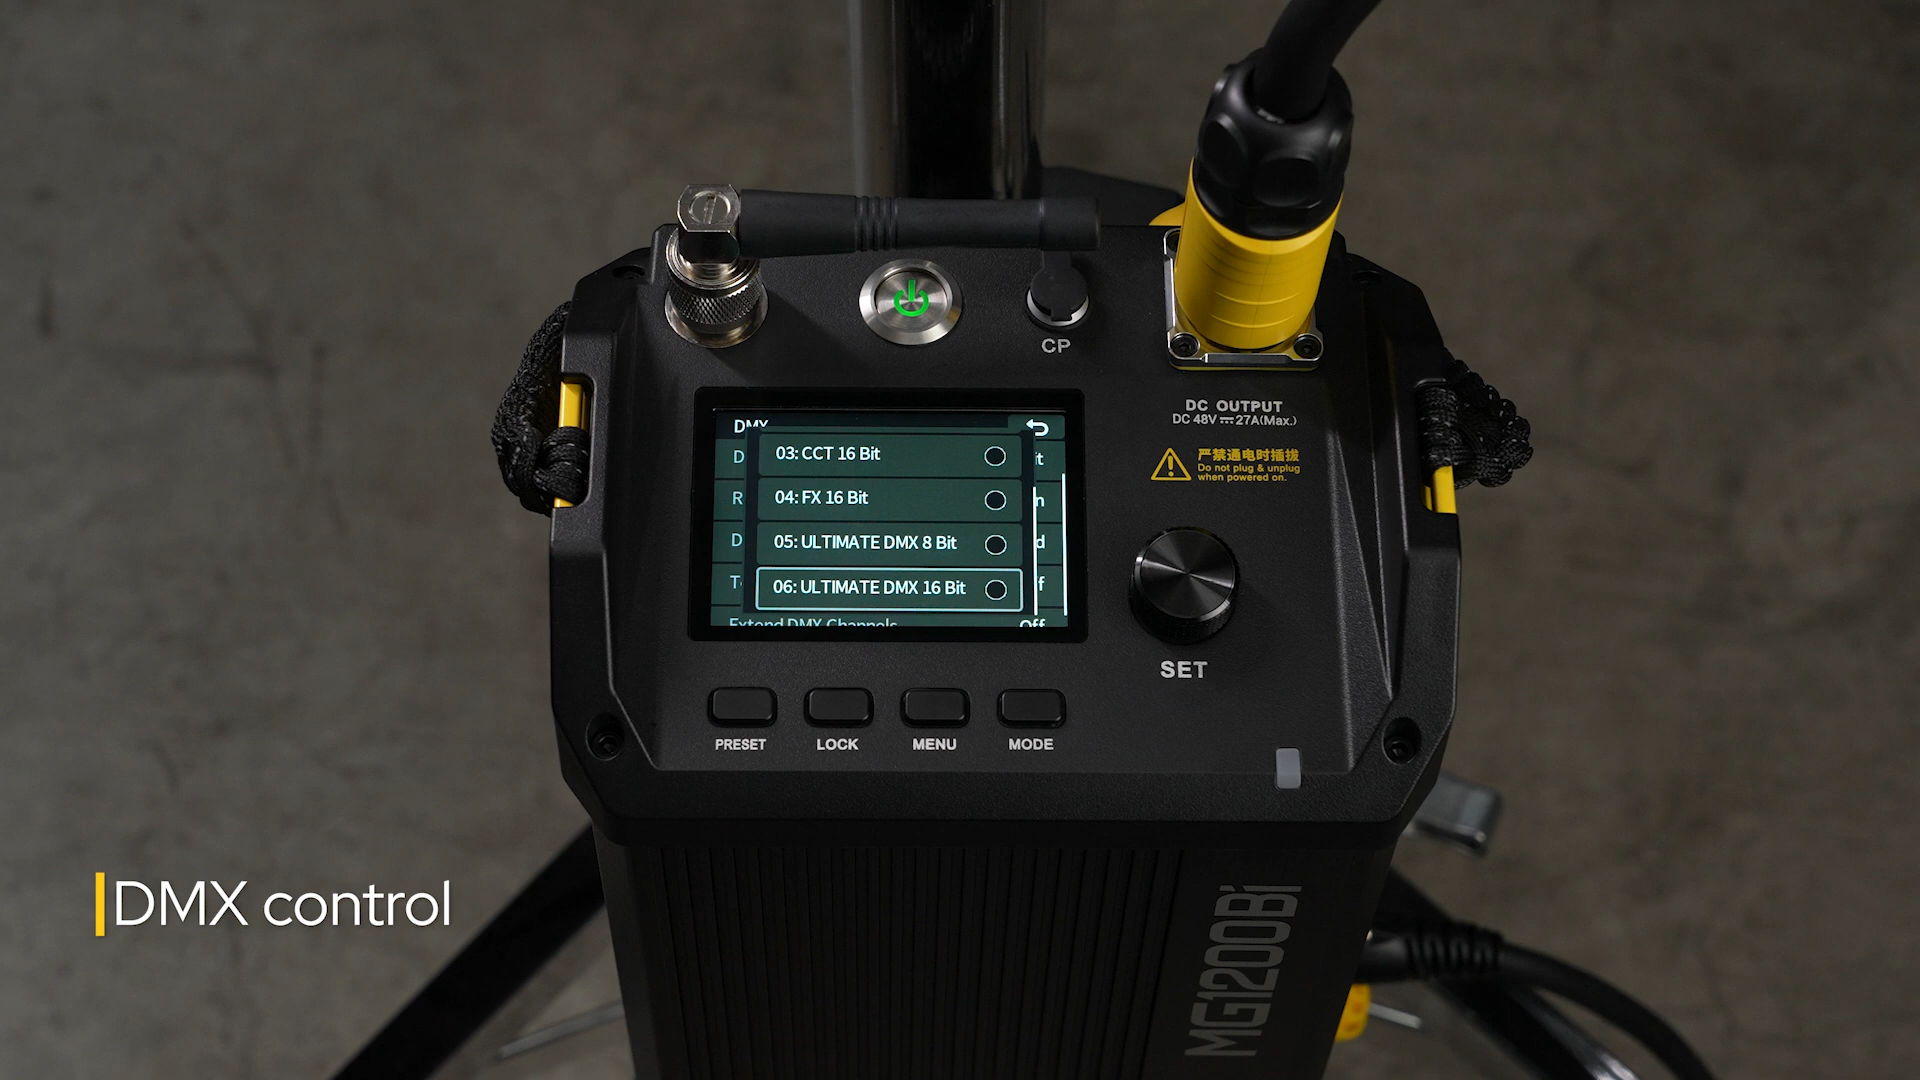 CP
DC OUTPUT
DC 48V⎓27A(Max.)
严禁通电时插拔
Do not plug & unplug
when powered on.
DMX
03: CCT 16 Bit
04: FX 16 Bit
05: ULTIMATE DMX 8 Bit
06: ULTIMATE DMX 16 Bit
Extend DMX Channels Off
SET
PRESET LOCK MENU MODE
MG1200Bi
DMX control